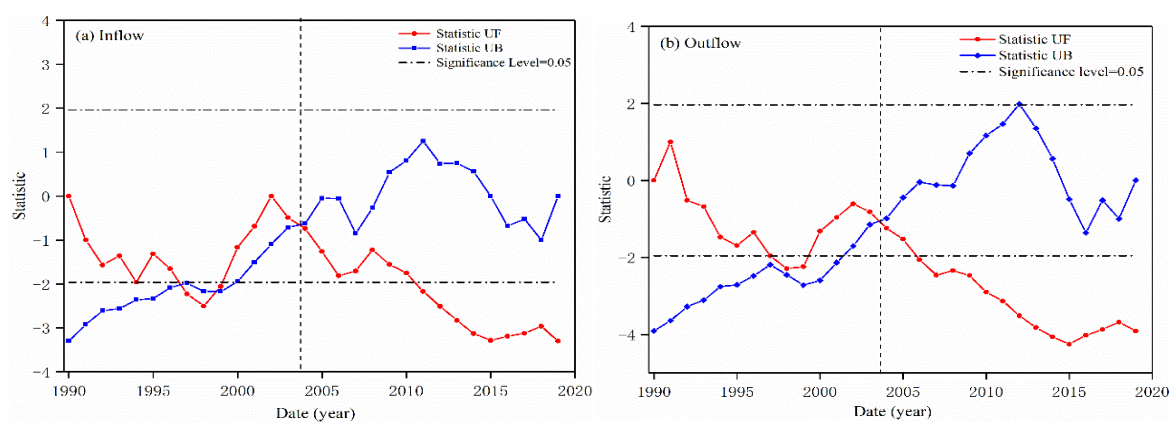 (a) Inflow
Statistic UF
Statistic UB
Significance Level=0.05
4
3
2
1
0
−1
−2
−3
−4
Statistic
1990 1995 2000 2005 2010 2015 2020
Date (year)
(b) Outflow
Statistic UF
Statistic UB
Significance level=0.05
4
2
0
−2
−4
Statistic
1990 1995 2000 2005 2010 2015 2020
Date (year)